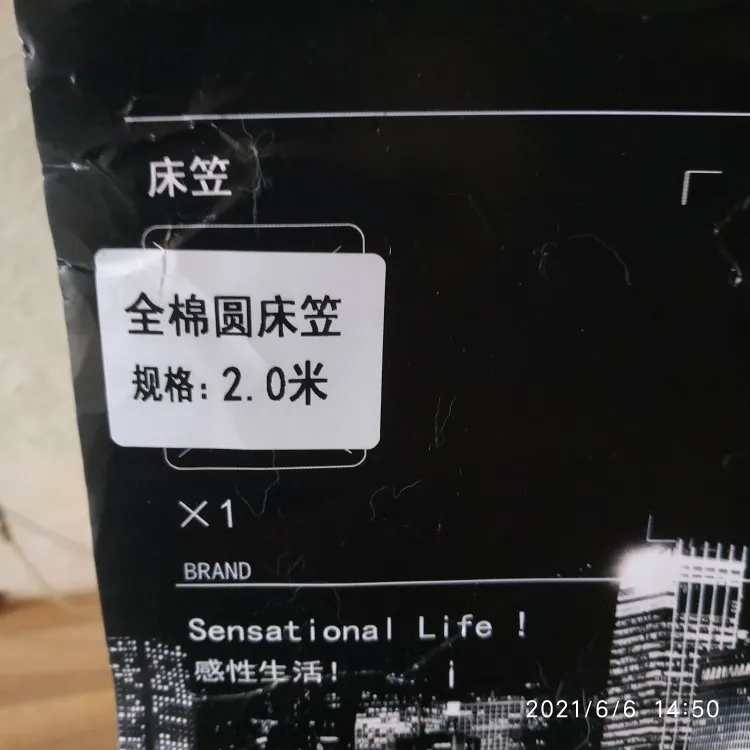 床笠
全棉圆床笠
规格:2.0米
×1
BRAND
Sensational Life !
感性生活!
2021/6/6 14:50